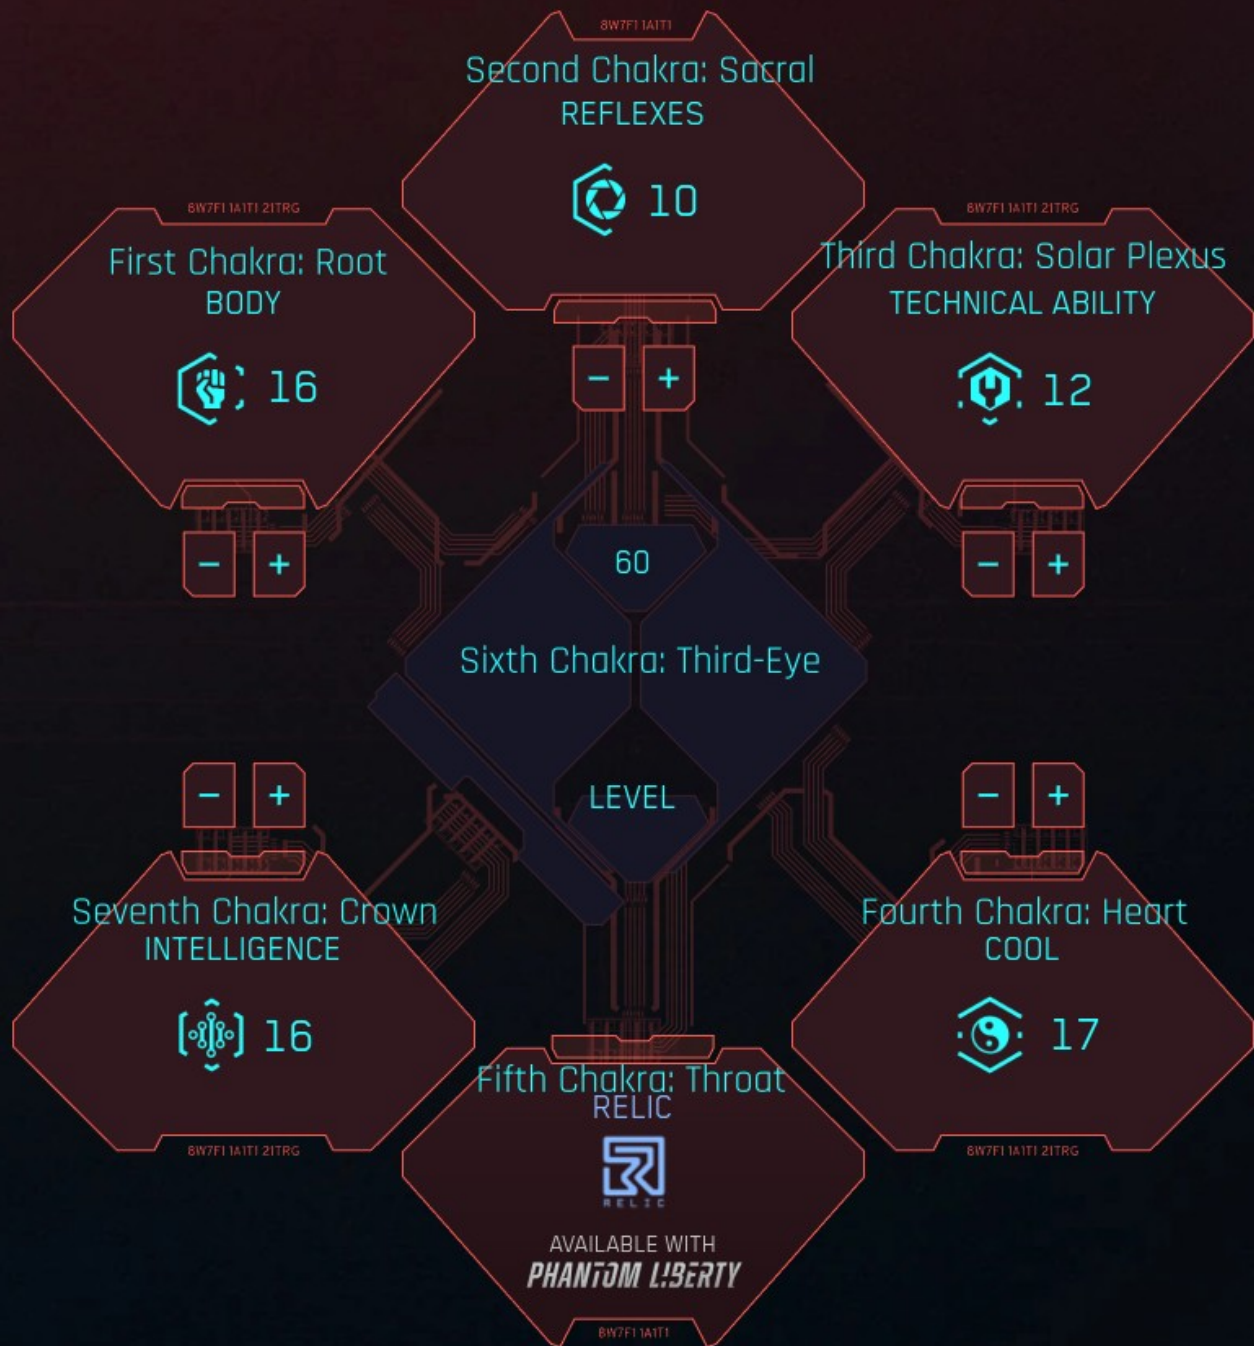 8W7F1 1A1T1
Second Chakra: Sacral
REFLEXES
10
8W7F1 1A1T1 21TRG
First Chakra: Root
BODY
16
8W7F1 1A1T1 21TRG
Third Chakra: Solar Plexus
TECHNICAL ABILITY
12
− +
− +
− +
60
Sixth Chakra: Third-Eye
LEVEL
− +
− +
Seventh Chakra: Crown
INTELLIGENCE
16
8W7F1 1A1T1 21TRG
Fourth Chakra: Heart
COOL
17
8W7F1 1A1T1 21TRG
Fifth Chakra: Throat
RELIC
RELIC
AVAILABLE WITH
PHANTOM L!BERTY
8W7F1 1A1T1